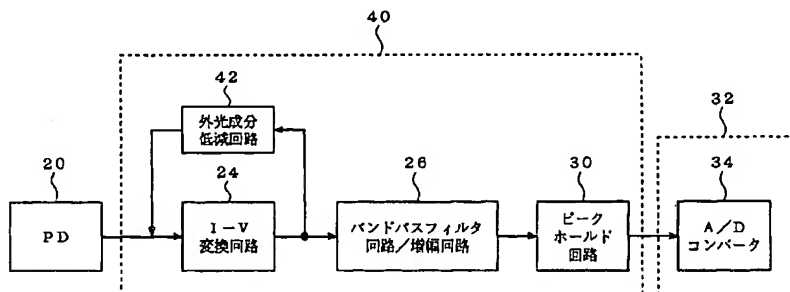 40
42
外光成分
低減回路
32
20
24
26
30
34
PD
I－V
変換回路
バンドパスフィルタ
回路／増幅回路
ピーク
ホールド
回路
A／D
コンバータ